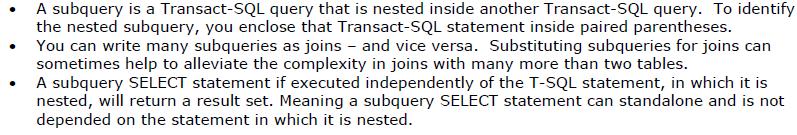 • A subquery is a Transact-SQL query that is nested inside another Transact-SQL query.  To identify
the nested subquery, you enclose that Transact-SQL statement inside paired parentheses.
• You can write many subqueries as joins – and vice versa.  Substituting subqueries for joins can
sometimes help to alleviate the complexity in joins with many more than two tables.
• A subquery SELECT statement if executed independently of the T-SQL statement, in which it is
nested, will return a result set. Meaning a subquery SELECT statement can standalone and is not
depended on the statement in which it is nested.